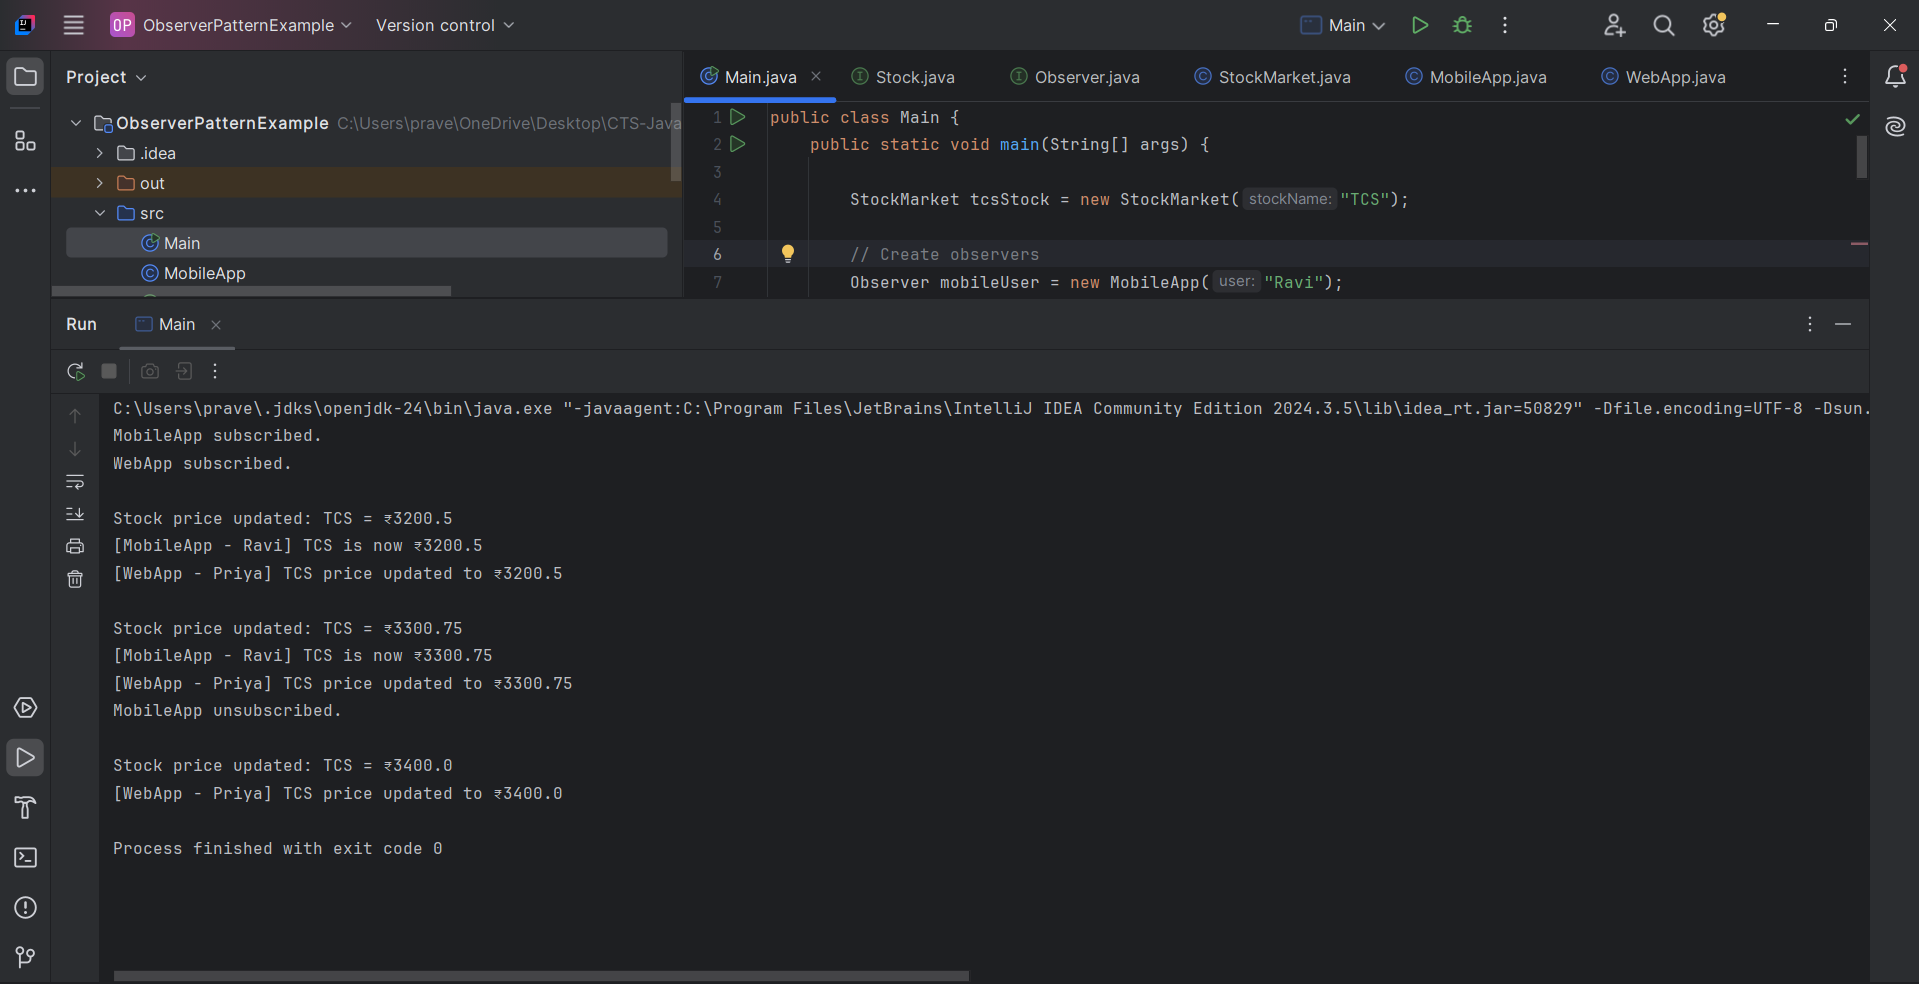 OP ObserverPatternExample Version control Main
Project
Main.java Stock.java Observer.java StockMarket.java MobileApp.java WebApp.java
ObserverPatternExample C:\Users\prave\OneDrive\Desktop\CTS-Java
.idea
out
src
Main
MobileApp
1 public class Main {
2 public static void main(String[] args) {
3
4 StockMarket tcsStock = new StockMarket( stockName: "TCS");
5
6 // Create observers
7 Observer mobileUser = new MobileApp( user: "Ravi");
Run Main
C:\Users\prave\.jdks\openjdk-24\bin\java.exe "-javaagent:C:\Program Files\JetBrains\IntelliJ IDEA Community Edition 2024.3.5\lib\idea_rt.jar=50829" -Dfile.encoding=UTF-8 -Dsun.
MobileApp subscribed.
WebApp subscribed.
Stock price updated: TCS = ₹3200.5
[MobileApp - Ravi] TCS is now ₹3200.5
[WebApp - Priya] TCS price updated to ₹3200.5
Stock price updated: TCS = ₹3300.75
[MobileApp - Ravi] TCS is now ₹3300.75
[WebApp - Priya] TCS price updated to ₹3300.75
MobileApp unsubscribed.
Stock price updated: TCS = ₹3400.0
[WebApp - Priya] TCS price updated to ₹3400.0
Process finished with exit code 0